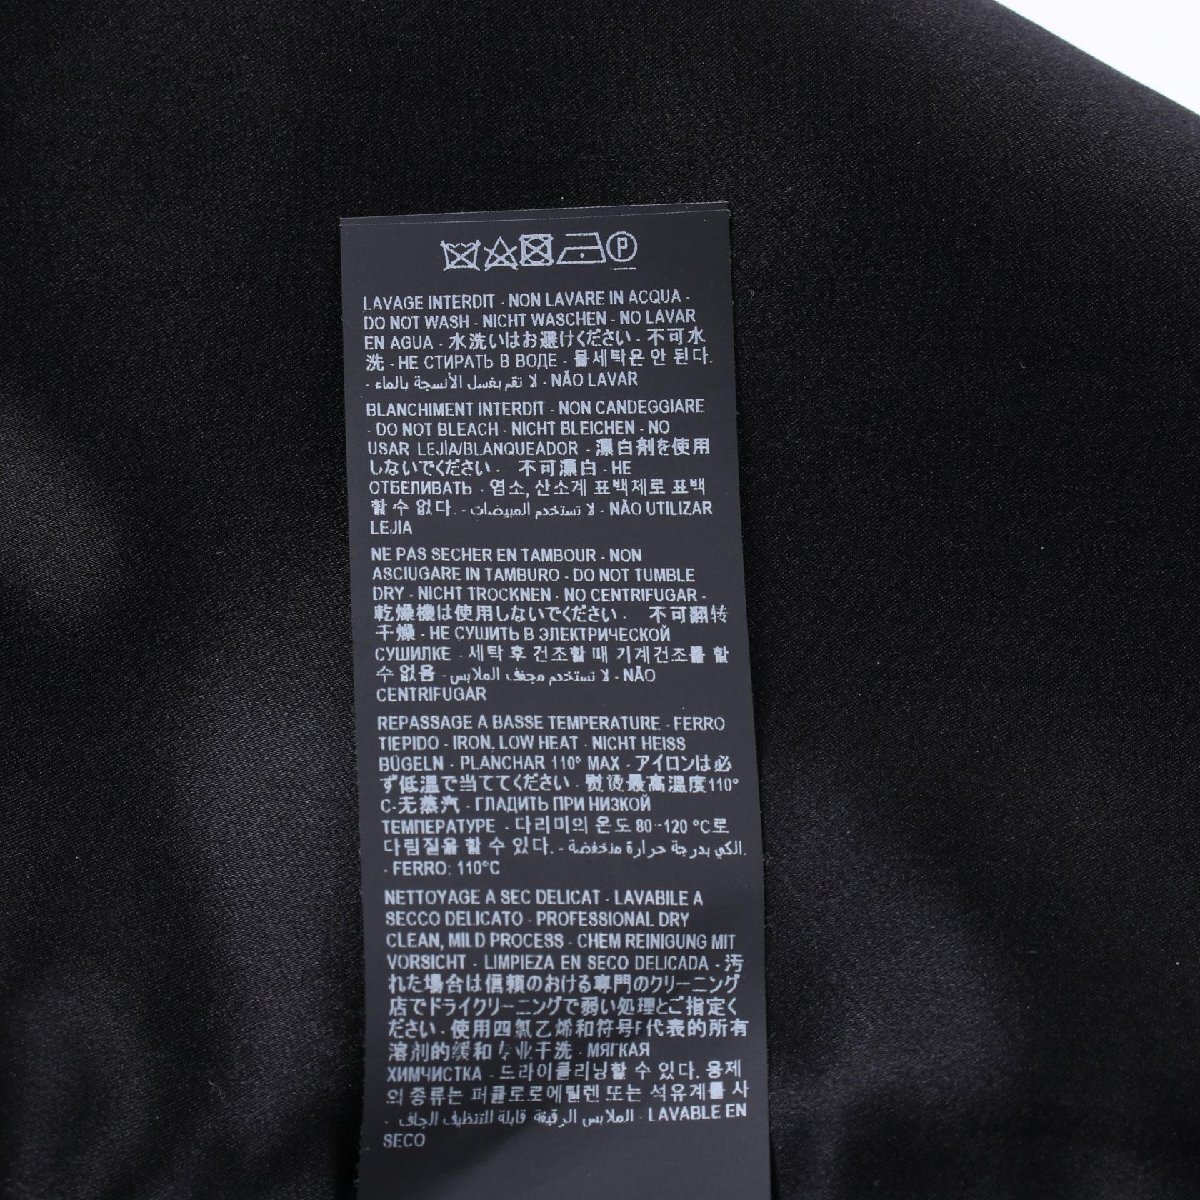 P
LAVAGE INTERDIT - NON LAVARE IN ACQUA -
DO NOT WASH - NICHT WASCHEN - NO LAVAR
EN AGUA - 水洗いはお避けください - 不可水
洗 - НЕ СТИРАТЬ В ВОДЕ - 물세탁은 안 된다.
- لا تقم بغسل الأنسجة بالماء - NÃO LAVAR
BLANCHIMENT INTERDIT - NON CANDEGGIARE
- DO NOT BLEACH - NICHT BLEICHEN - NO
USAR LEJÍA/BLANQUEADOR - 漂白剤を使用
しないでください - 不可漂白 - НЕ
ОТБЕЛИВАТЬ - 염소, 산소계 표백제로 표백
할 수 없다. - لا تستخدم المبيضات - NÃO UTILIZAR
LEJIA
NE PAS SECHER EN TAMBOUR - NON
ASCIUGARE IN TAMBURO - DO NOT TUMBLE
DRY - NICHT TROCKNEN - NO CENTRIFUGAR -
乾燥機は使用しないでください - 不可翻转
干燥 - НЕ СУШИТЬ В ЭЛЕКТРИЧЕСКОЙ
СУШИЛКЕ - 세탁 후 건조할 때 기계건조를 할
수 없음 - لا تستخدم مجفف الملابس - NÃO
CENTRIFUGAR
REPASSAGE A BASSE TEMPERATURE - FERRO
TIEPIDO - IRON, LOW HEAT - NICHT HEISS
BÜGELN - PLANCHAR 110° MAX - アイロンは必
ず低温で当ててください - 熨烫最高温度110°
C-无蒸汽 - ГЛАДИТЬ ПРИ НИЗКОЙ
ТЕМПЕРАТУРЕ - 다리미의 온도 80~120 °C로
다림질을 할 수 있다. - الكي بدرجة حرارة منخفضة.
- FERRO: 110°C
NETTOYAGE A SEC DELICAT - LAVABILE A
SECCO DELICATO - PROFESSIONAL DRY
CLEAN, MILD PROCESS - CHEM REINIGUNG MIT
VORSICHT - LIMPIEZA EN SECO DELICADA - 汚
れた場合は信頼のおける専門のクリーニング
店でドライクリーニングで弱い処理とご指定く
ださい - 使用四氯乙烯和符号F代表的所有
溶剂的缓和专业干洗 - МЯГКАЯ
ХИМЧИСТКА - 드라이클리닝할 수 있다. 용제
의 종류는 퍼클로로에틸렌 또는 석유계를 사
- الملابس الرقيقة قابلة للتنظيف الجاف - LAVABLE EN
SECO